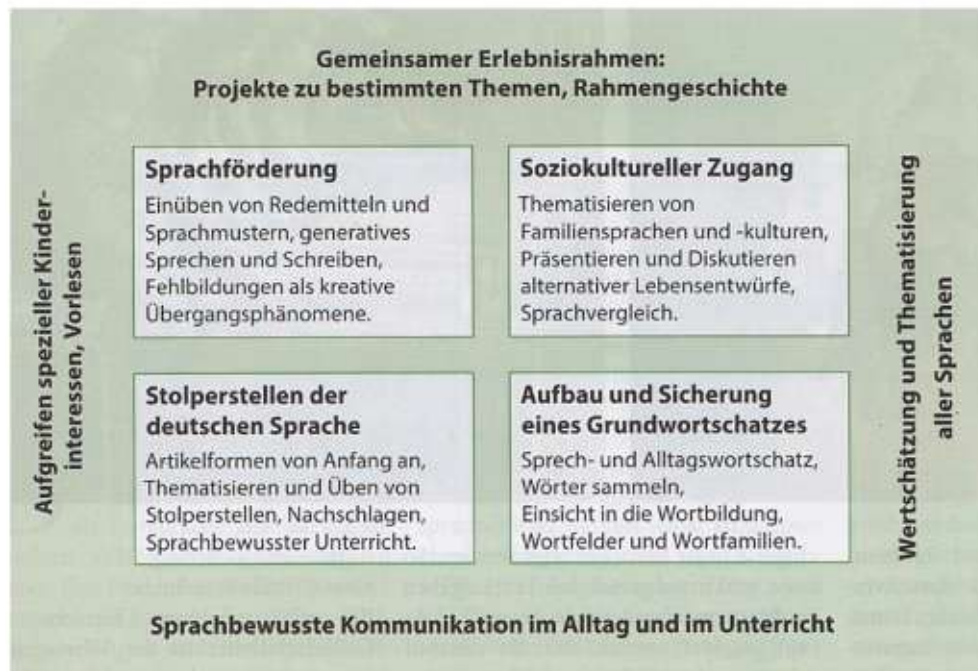 Gemeinsamer Erlebnisrahmen:
Projekte zu bestimmten Themen, Rahmengeschichte
Aufgreifen spezieller Kinder-
interessen, Vorlesen
Sprachförderung
Einüben von Redemitteln und
Sprachmustern, generatives
Sprechen und Schreiben,
Fehlbildungen als kreative
Übergangsphänomene.
Soziokultureller Zugang
Thematisieren von
Familiensprachen und -kulturen,
Präsentieren und Diskutieren
alternativer Lebensentwürfe,
Sprachvergleich.
Stolperstellen der
deutschen Sprache
Artikelformen von Anfang an,
Thematisieren und Üben von
Stolperstellen, Nachschlagen,
Sprachbewusster Unterricht.
Aufbau und Sicherung
eines Grundwortschatzes
Sprech- und Alltagswortschatz,
Wörter sammeln,
Einsicht in die Wortbildung,
Wortfelder und Wortfamilien.
Wertschätzung und Thematisierung
aller Sprachen
Sprachbewusste Kommunikation im Alltag und im Unterricht